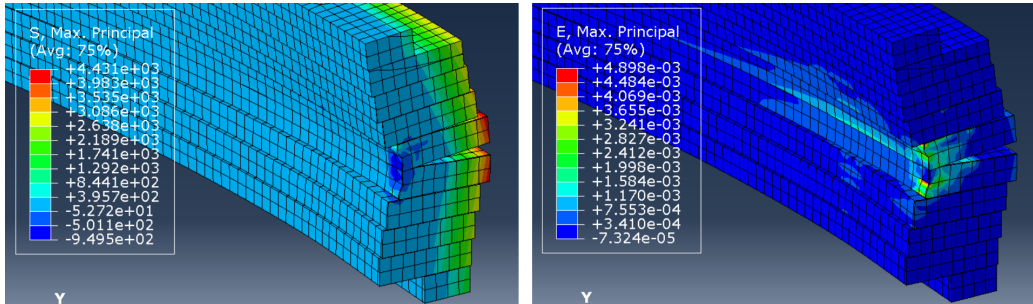 S, Max. Principal
(Avg: 75%)
+4.431e+03
+3.983e+03
+3.535e+03
+3.086e+03
+2.638e+03
+2.189e+03
+1.741e+03
+1.292e+03
+8.441e+02
+3.957e+02
-5.272e+01
-5.011e+02
-9.495e+02
Y
E, Max. Principal
(Avg: 75%)
+4.898e-03
+4.484e-03
+4.069e-03
+3.655e-03
+3.241e-03
+2.827e-03
+2.412e-03
+1.998e-03
+1.584e-03
+1.170e-03
+7.553e-04
+3.410e-04
-7.324e-05
Y